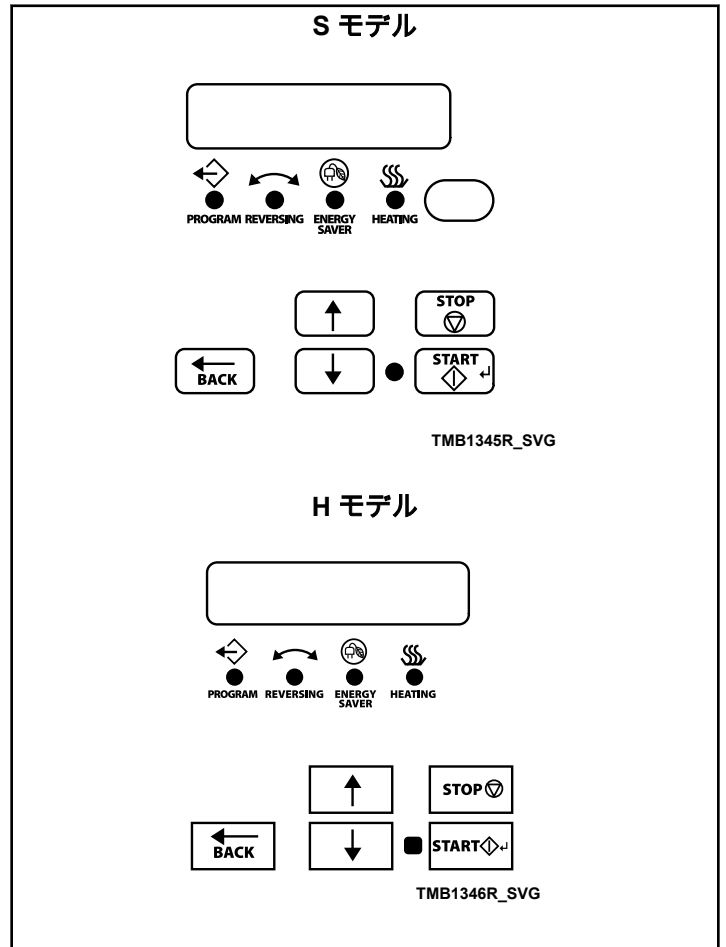 S モデル
PROGRAM REVERSING ENERGY SAVER HEATING
STOP
BACK
START
TMB1345R_SVG
H モデル
PROGRAM REVERSING ENERGY SAVER HEATING
STOP
BACK
START
TMB1346R_SVG